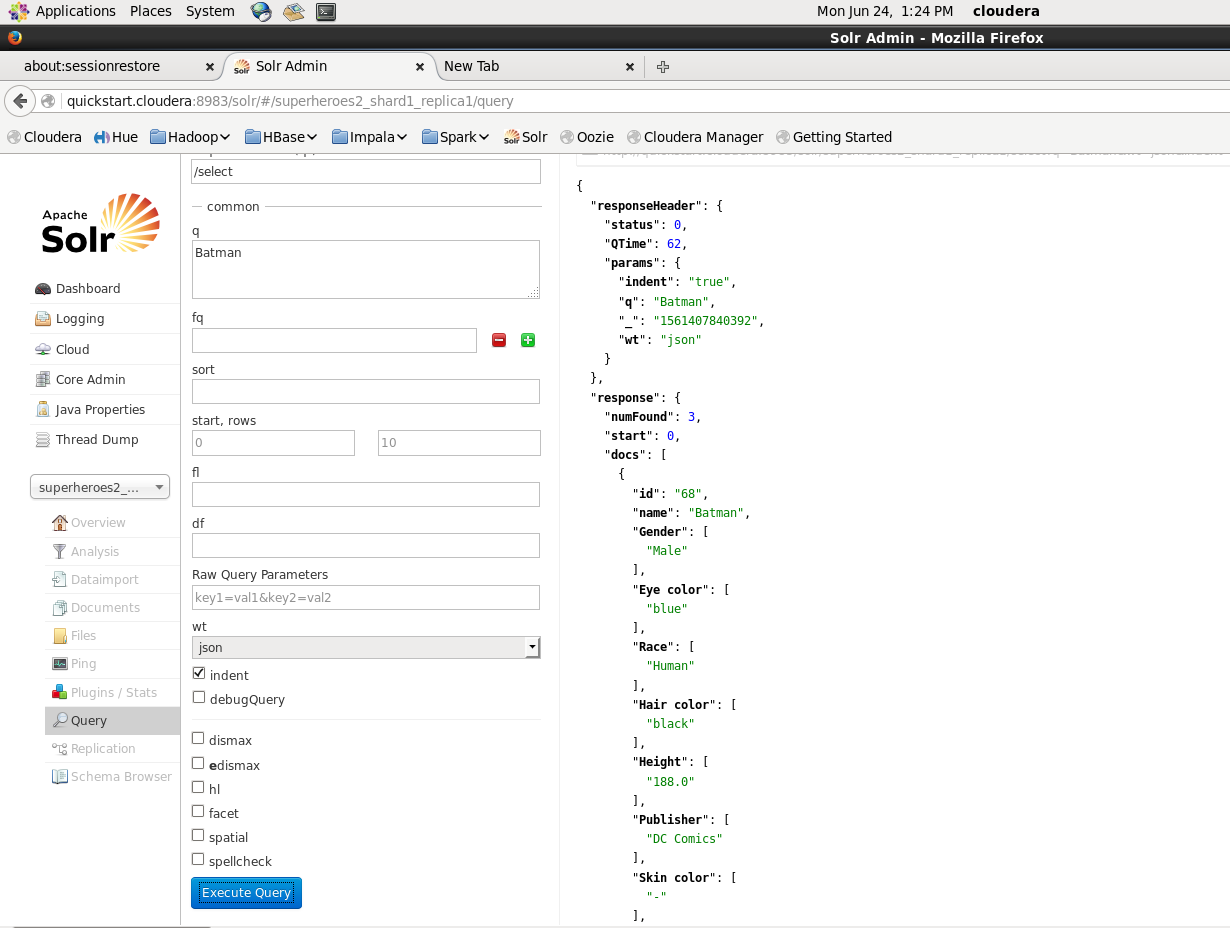 Applications Places System Mon Jun 24, 1:24 PM cloudera
Solr Admin - Mozilla Firefox
about:sessionrestore × Solr Admin × New Tab ×
quickstart.cloudera:8983/solr/#/superheroes2_shard1_replica1/query
Cloudera Hue Hadoop HBase Impala Spark Solr Oozie Cloudera Manager Getting Started
Apache
Solr
Dashboard
Logging
Cloud
Core Admin
Java Properties
Thread Dump
superheroes2_...
Overview
Analysis
Dataimport
Documents
Files
Ping
Plugins / Stats
Query
Replication
Schema Browser
/select
common
q
Batman
fq
sort
start, rows
0 10
fl
df
Raw Query Parameters
key1=val1&key2=val2
wt
json
indent
debugQuery
dismax
edismax
hl
facet
spatial
spellcheck
Execute Query
{
"responseHeader": {
"status": 0,
"QTime": 62,
"params": {
"indent": "true",
"q": "Batman",
"_": "1561407840392",
"wt": "json"
}
},
"response": {
"numFound": 3,
"start": 0,
"docs": [
{
"id": "68",
"name": "Batman",
"Gender": [
"Male"
],
"Eye color": [
"blue"
],
"Race": [
"Human"
],
"Hair color": [
"black"
],
"Height": [
"188.0"
],
"Publisher": [
"DC Comics"
],
"Skin color": [
"-"
],